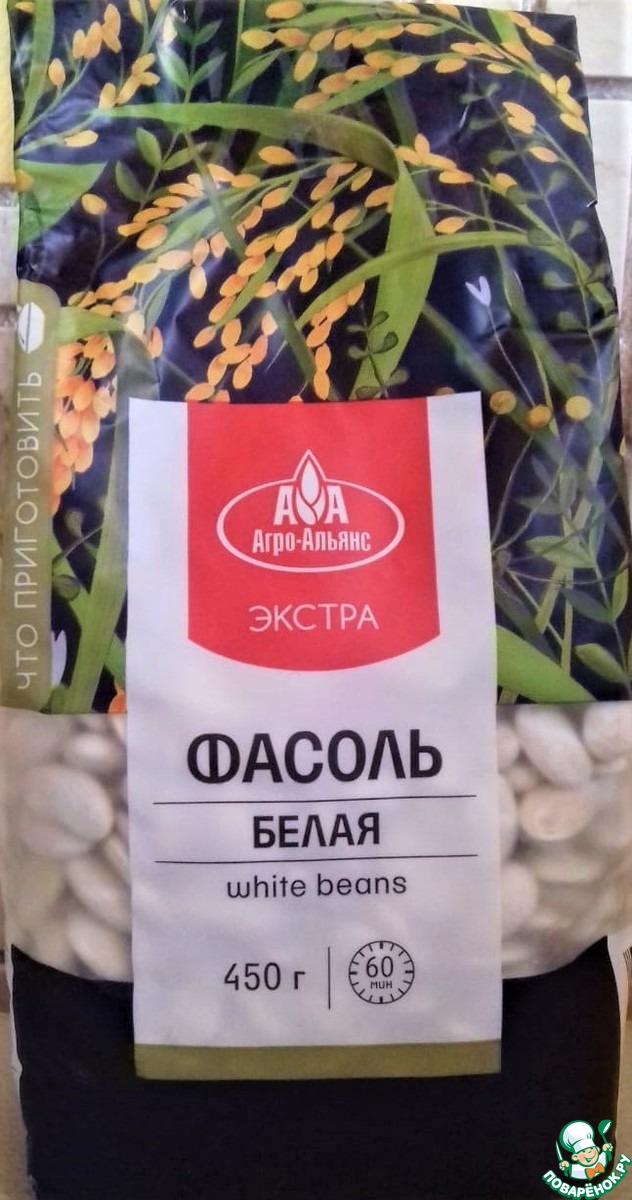 ЧТО ПРИГОТОВИТЬ
АА
Агро-Альянс
ЭКСТРА
ФАСОЛЬ
БЕЛАЯ
white beans
450 г
60
мин
ПОВАРЁНОК.РУ